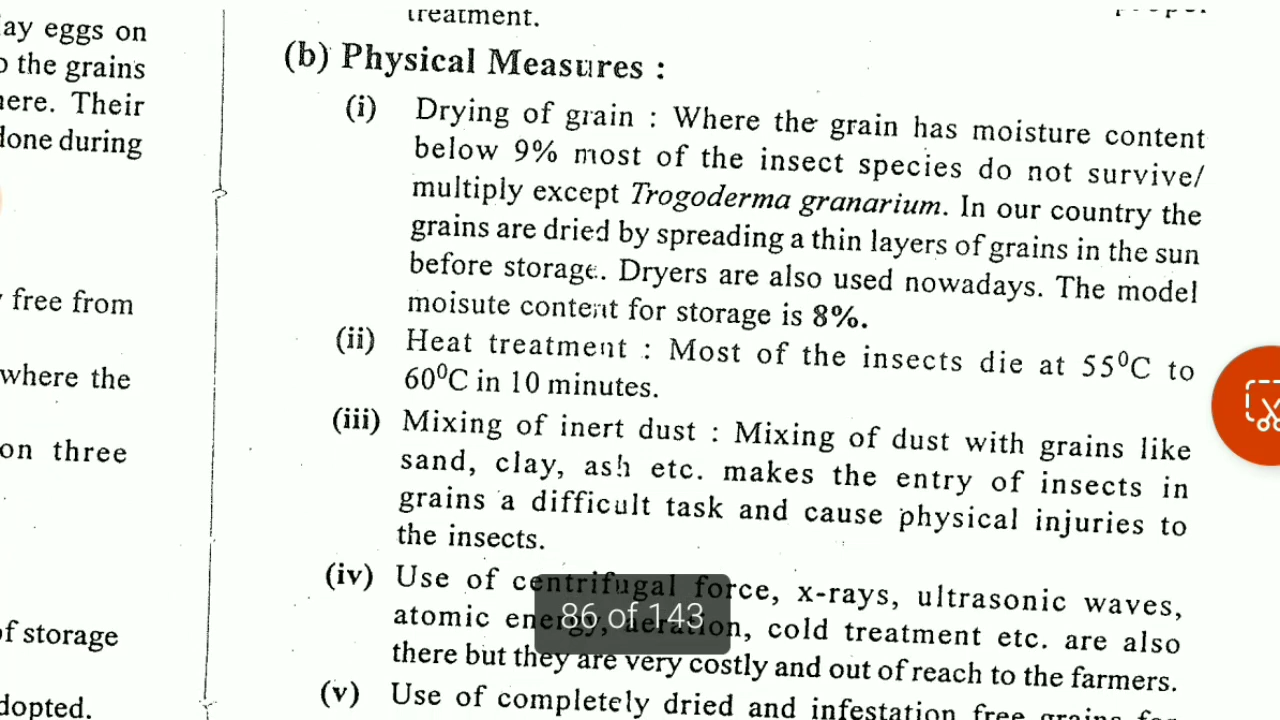 lay eggs on
the grains
Their
done during
free from
where the
on three
of storage
dopted.
treatment.
(b) Physical Measures :
(i) Drying of grain : Where the grain has moisture content
below 9% most of the insect species do not survive/
multiply except Trogoderma granarium. In our country the
grains are dried by spreading a thin layers of grains in the sun
before storage. Dryers are also used nowadays. The model
moisute content for storage is 8%.
(ii) Heat treatment : Most of the insects die at 55⁰C to
60⁰C in 10 minutes.
(iii) Mixing of inert dust : Mixing of dust with grains like
sand, clay, ash etc. makes the entry of insects in
grains a difficult task and cause physical injuries to
the insects.
(iv) Use of centrifugal force, x-rays, ultrasonic waves,
atomic energy, aeration, cold treatment etc. are also
there but they are very costly and out of reach to the farmers.
(v) Use of completely dried and infestation free grains for
86 of 143